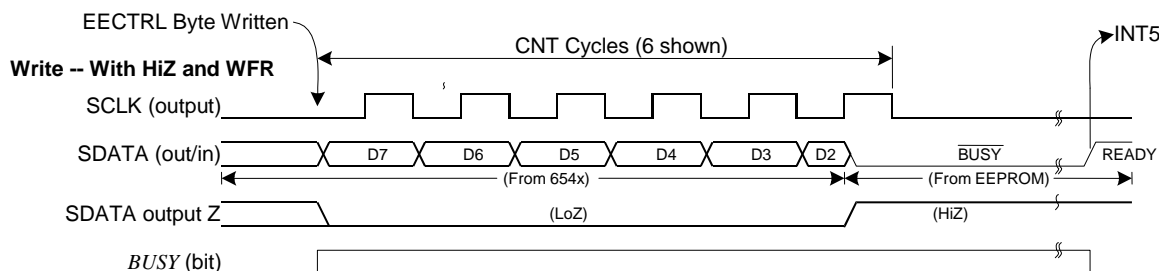 EECTRL Byte Written
INT5
CNT Cycles (6 shown)
Write -- With HiZ and WFR
SCLK (output)
SDATA (out/in) D7 D6 D5 D4 D3 D2 BUSY READY
(From 654x) (From EEPROM)
SDATA output Z (LoZ) (HiZ)
BUSY (bit)